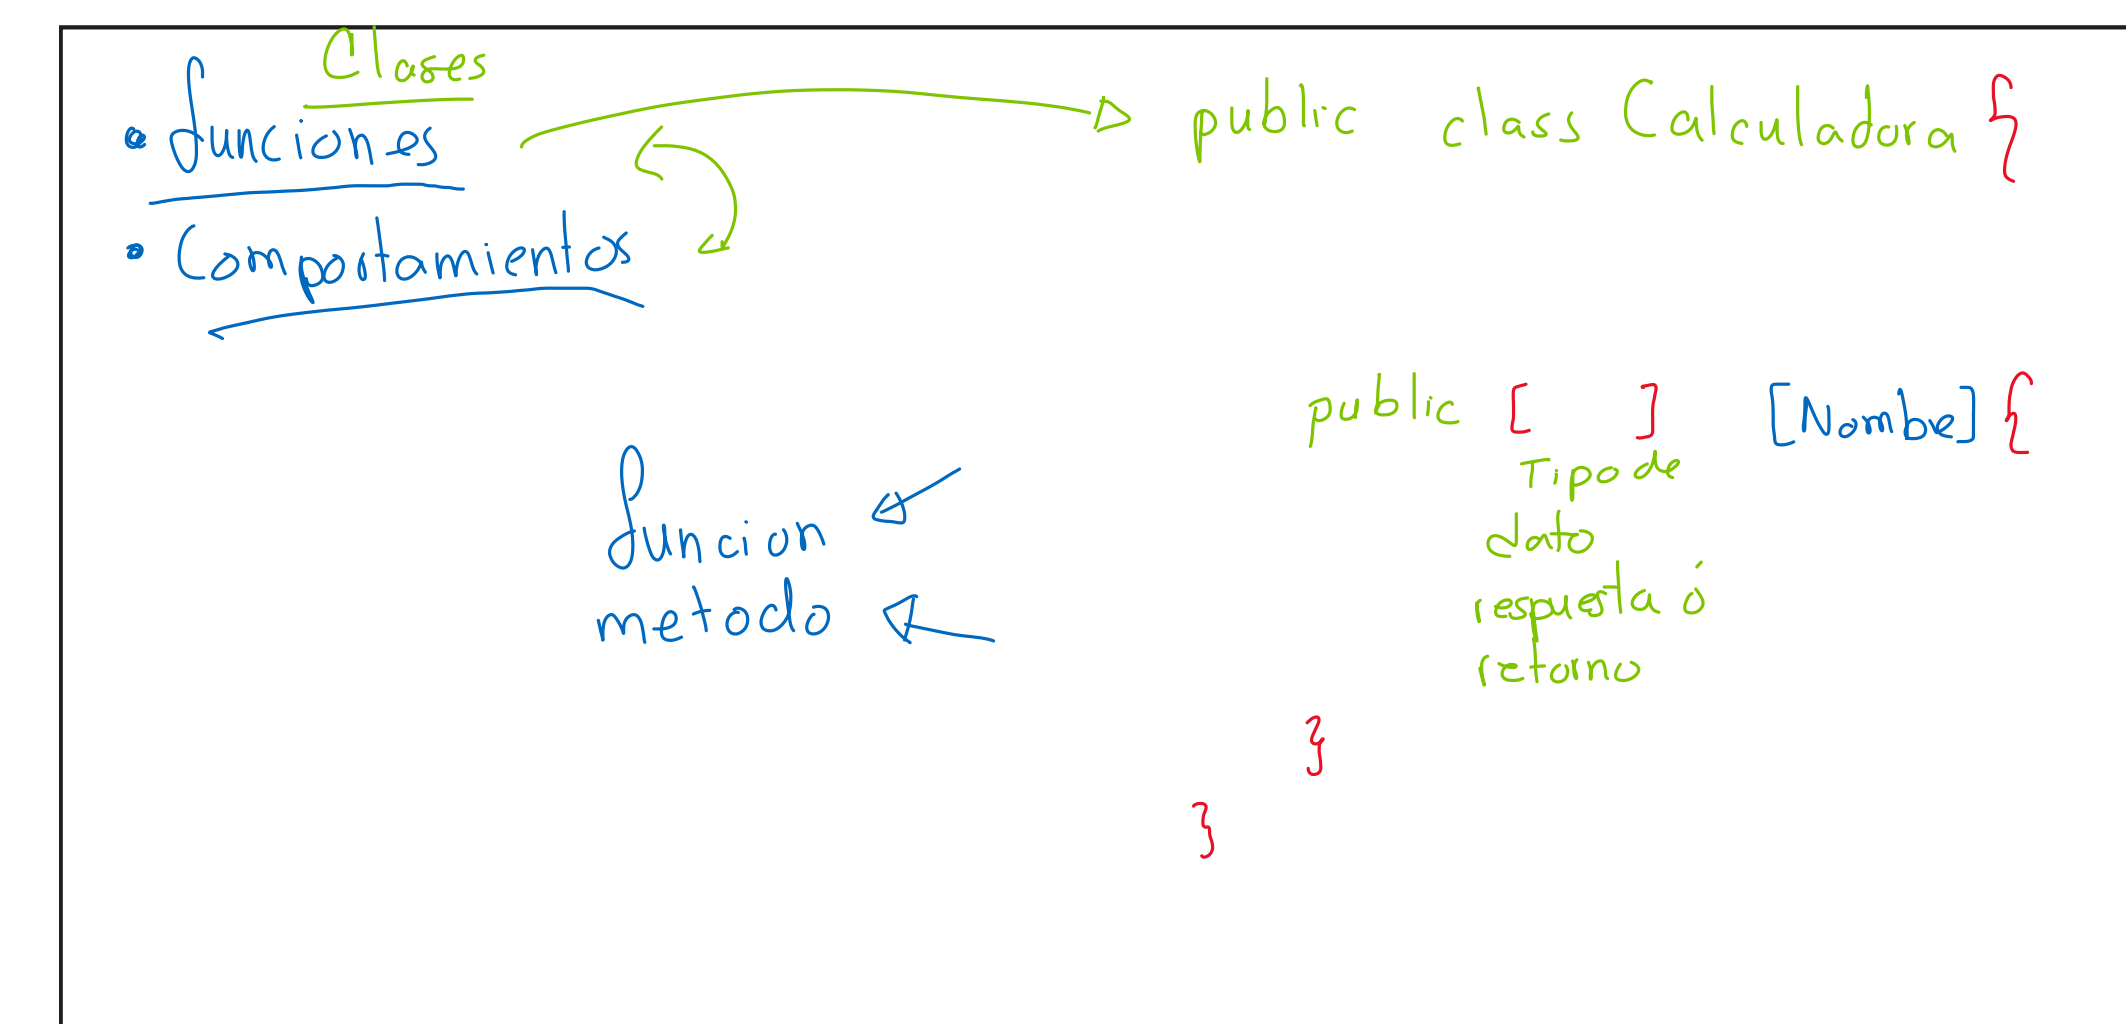 Clases
• funciones
• Comportamientos
funcion
metodo
public class Calculadora {
public [ ] [Nombre] {
Tipo de
dato
respuesta ó
retorno
}
}